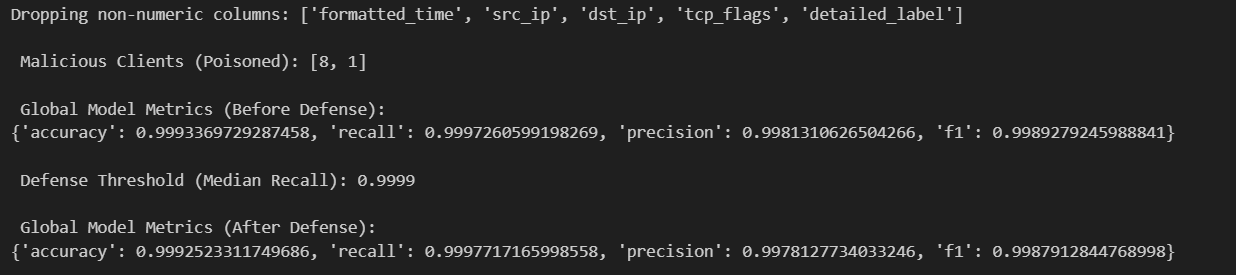 Dropping non-numeric columns: ['formatted_time', 'src_ip', 'dst_ip', 'tcp_flags', 'detailed_label']
Malicious Clients (Poisoned): [8, 1]
Global Model Metrics (Before Defense):
{'accuracy': 0.9993369729287458, 'recall': 0.9997260599198269, 'precision': 0.9981310626504266, 'f1': 0.9989279245988841}
Defense Threshold (Median Recall): 0.9999
Global Model Metrics (After Defense):
{'accuracy': 0.9992523311749686, 'recall': 0.9997717165998558, 'precision': 0.9978127734033246, 'f1': 0.9987912844768998}